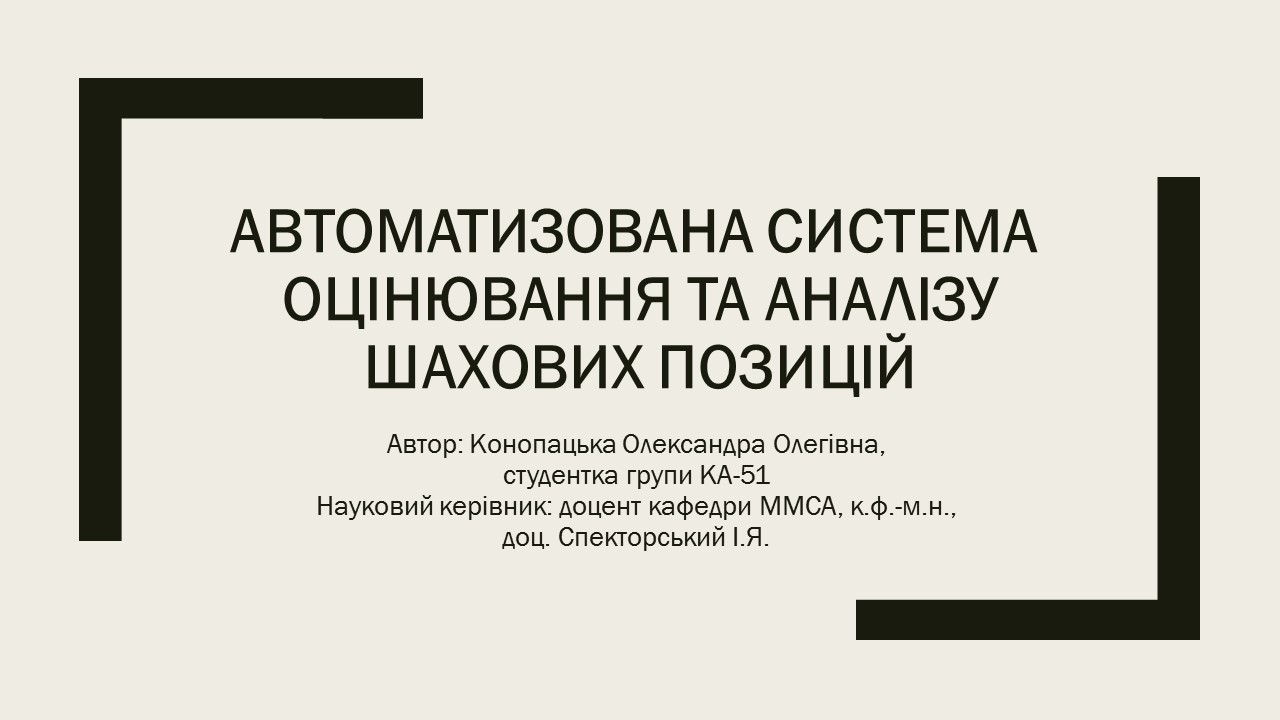 АВТОМАТИЗОВАНА СИСТЕМА
ОЦІНЮВАННЯ ТА АНАЛІЗУ
ШАХОВИХ ПОЗИЦІЙ
Автор: Конопацька Олександра Олегівна,
студентка групи КА-51
Науковий керівник: доцент кафедри ММСА, к.ф.-м.н.,
доц. Спекторський І.Я.